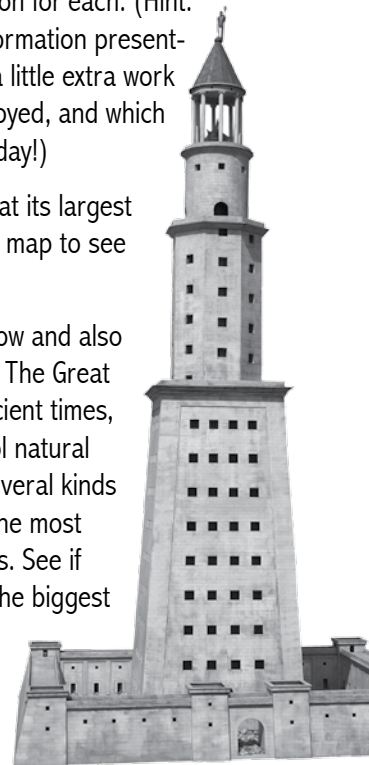 on for each. (Hint:
ormation present-
a little extra work
oyed, and which
day!)
at its largest
map to see
ow and also
The Great
cient times,
ol natural
veral kinds
he most
s. See if
he biggest